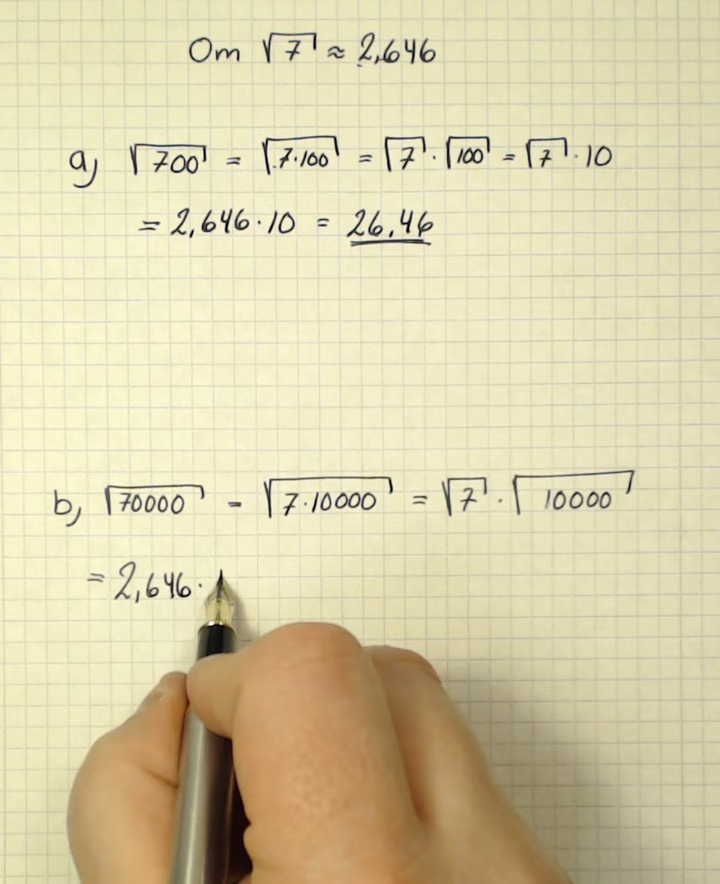 Om √7 ≈ 2,646
a) √700 = √7·100 = √7 · √100 = √7 · 10
= 2,646 · 10 = 26,46
b) √70000 - √7·10000 = √7 · √10000
= 2,646 ·